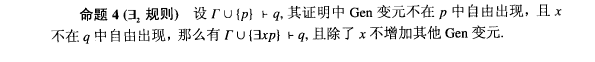 命题 4 (∃₂ 规则) 设 Γ∪{p} ⊢ q, 其证明中 Gen 变元不在 p 中自由出现, 且 x
不在 q 中自由出现, 那么有 Γ∪{∃xp} ⊢ q, 且除了 x 不增加其他 Gen 变元.